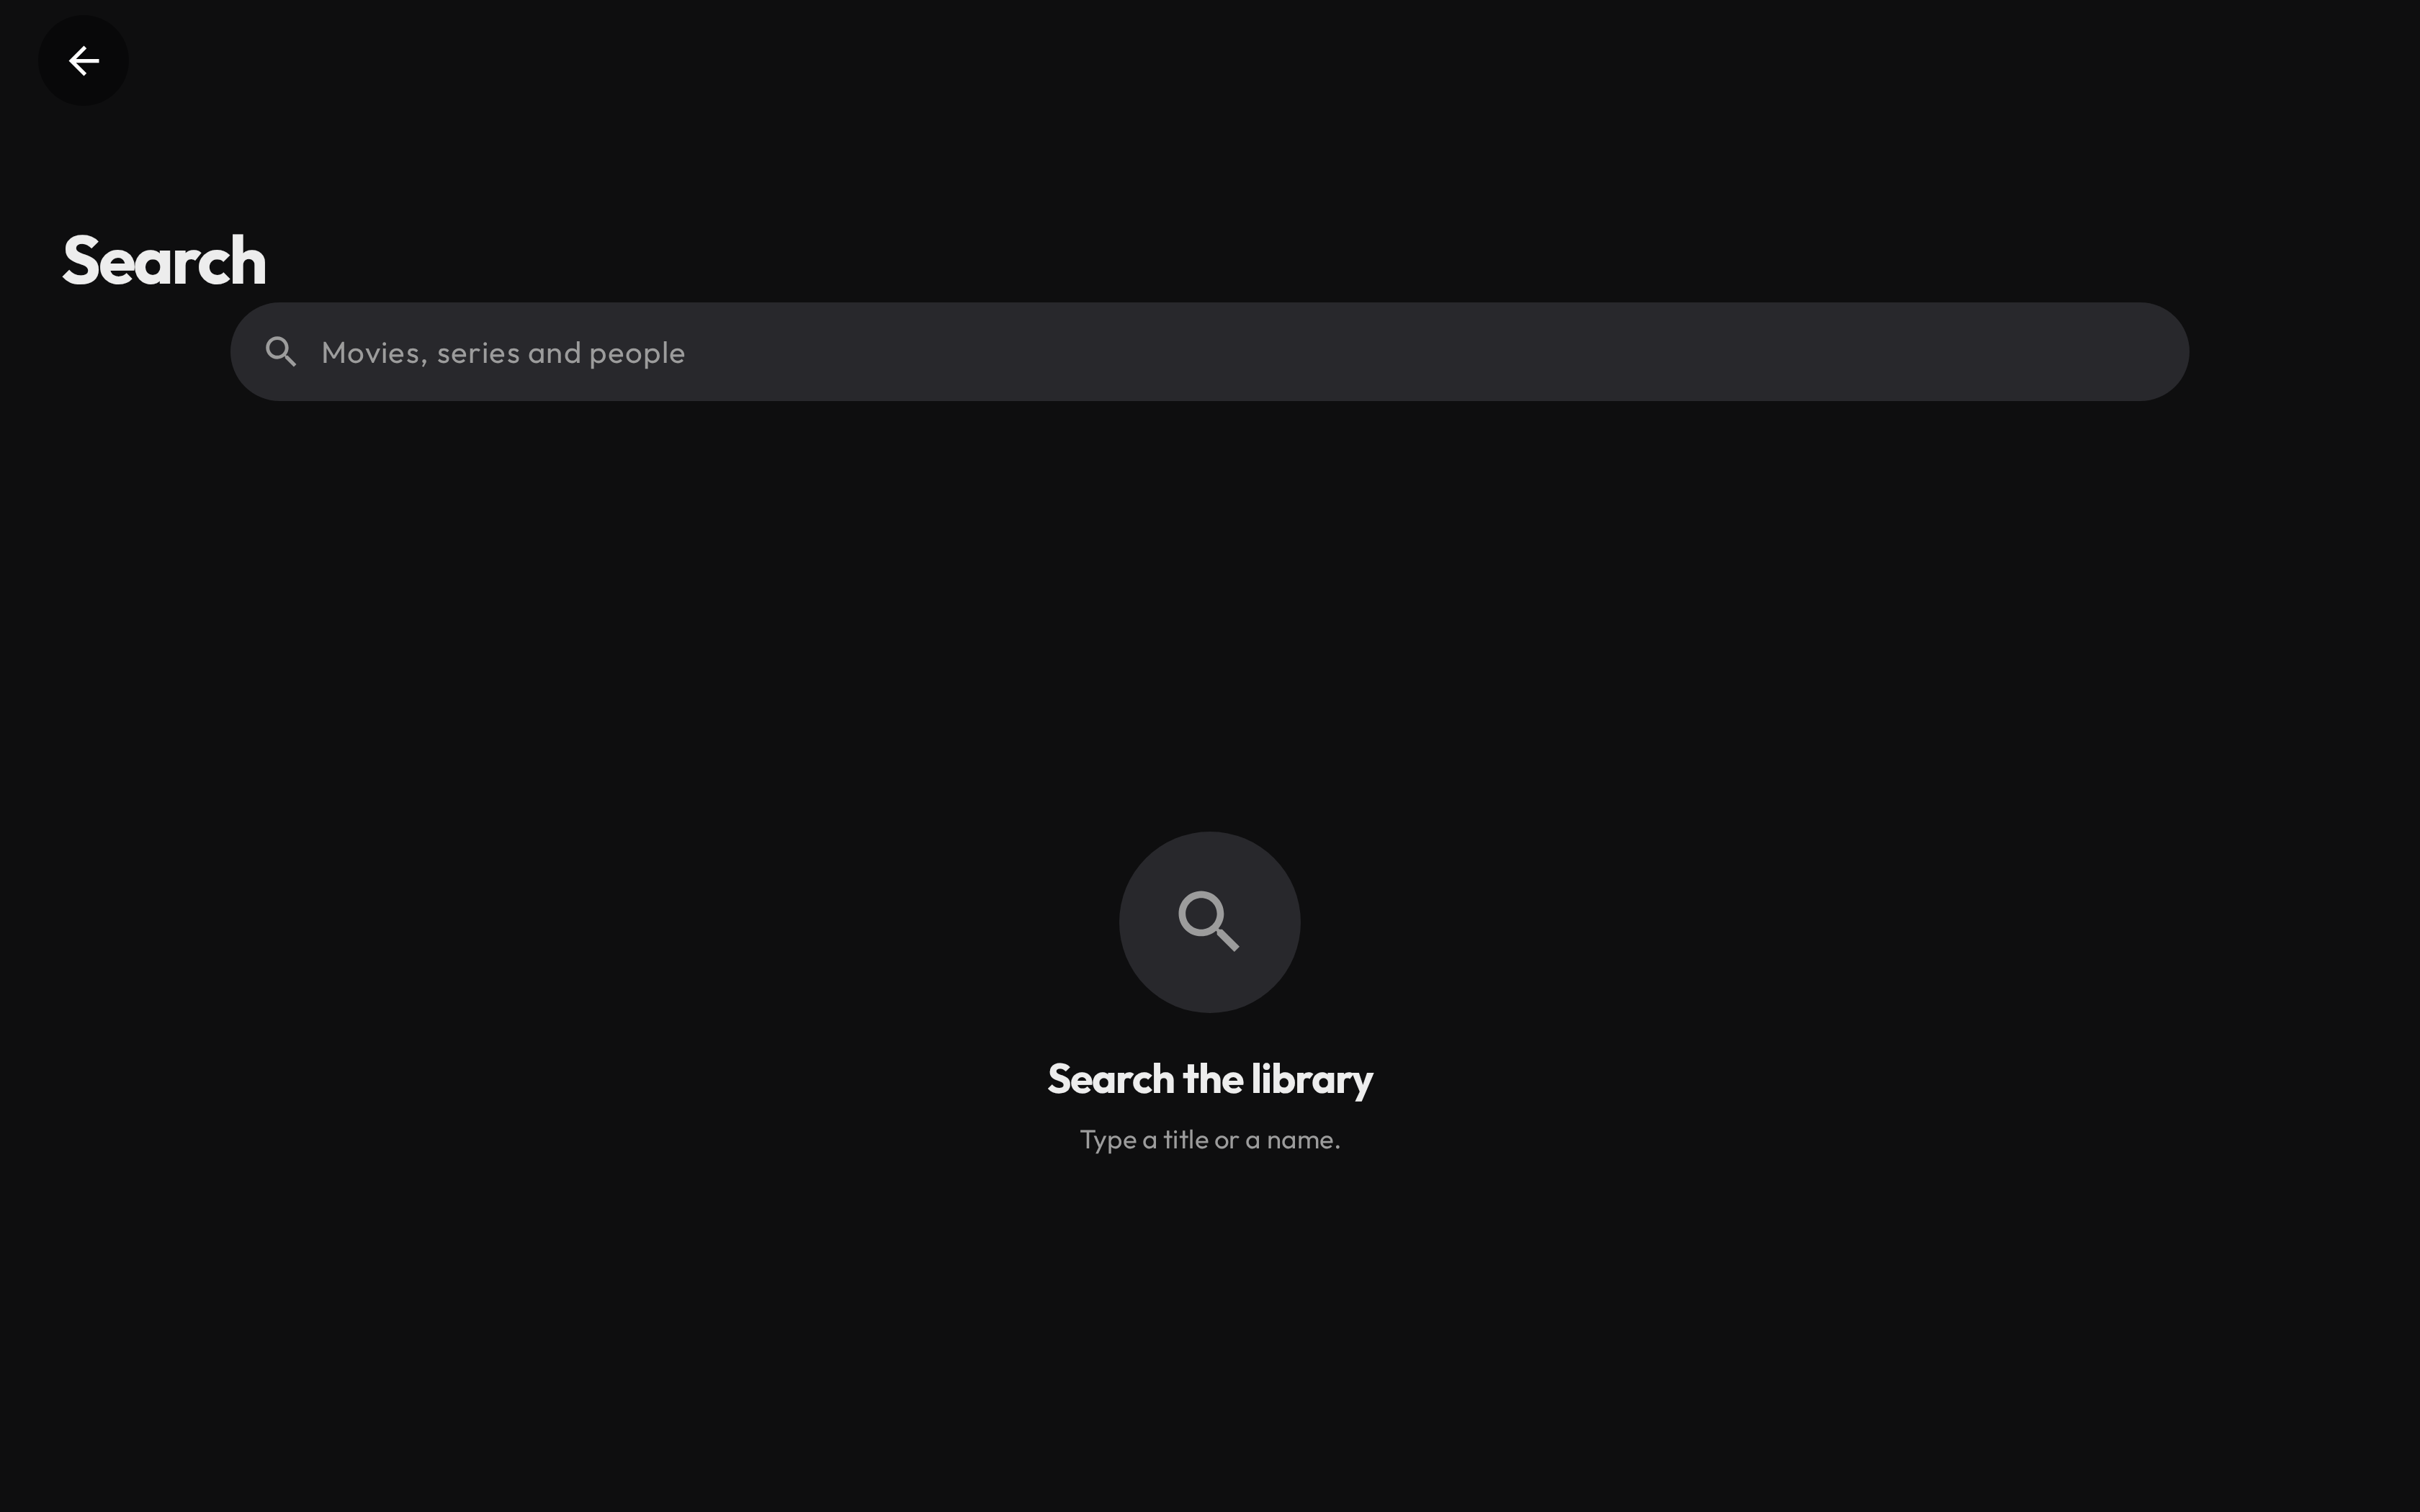 Search
Movies, series and people
Search the library
Type a title or a name.